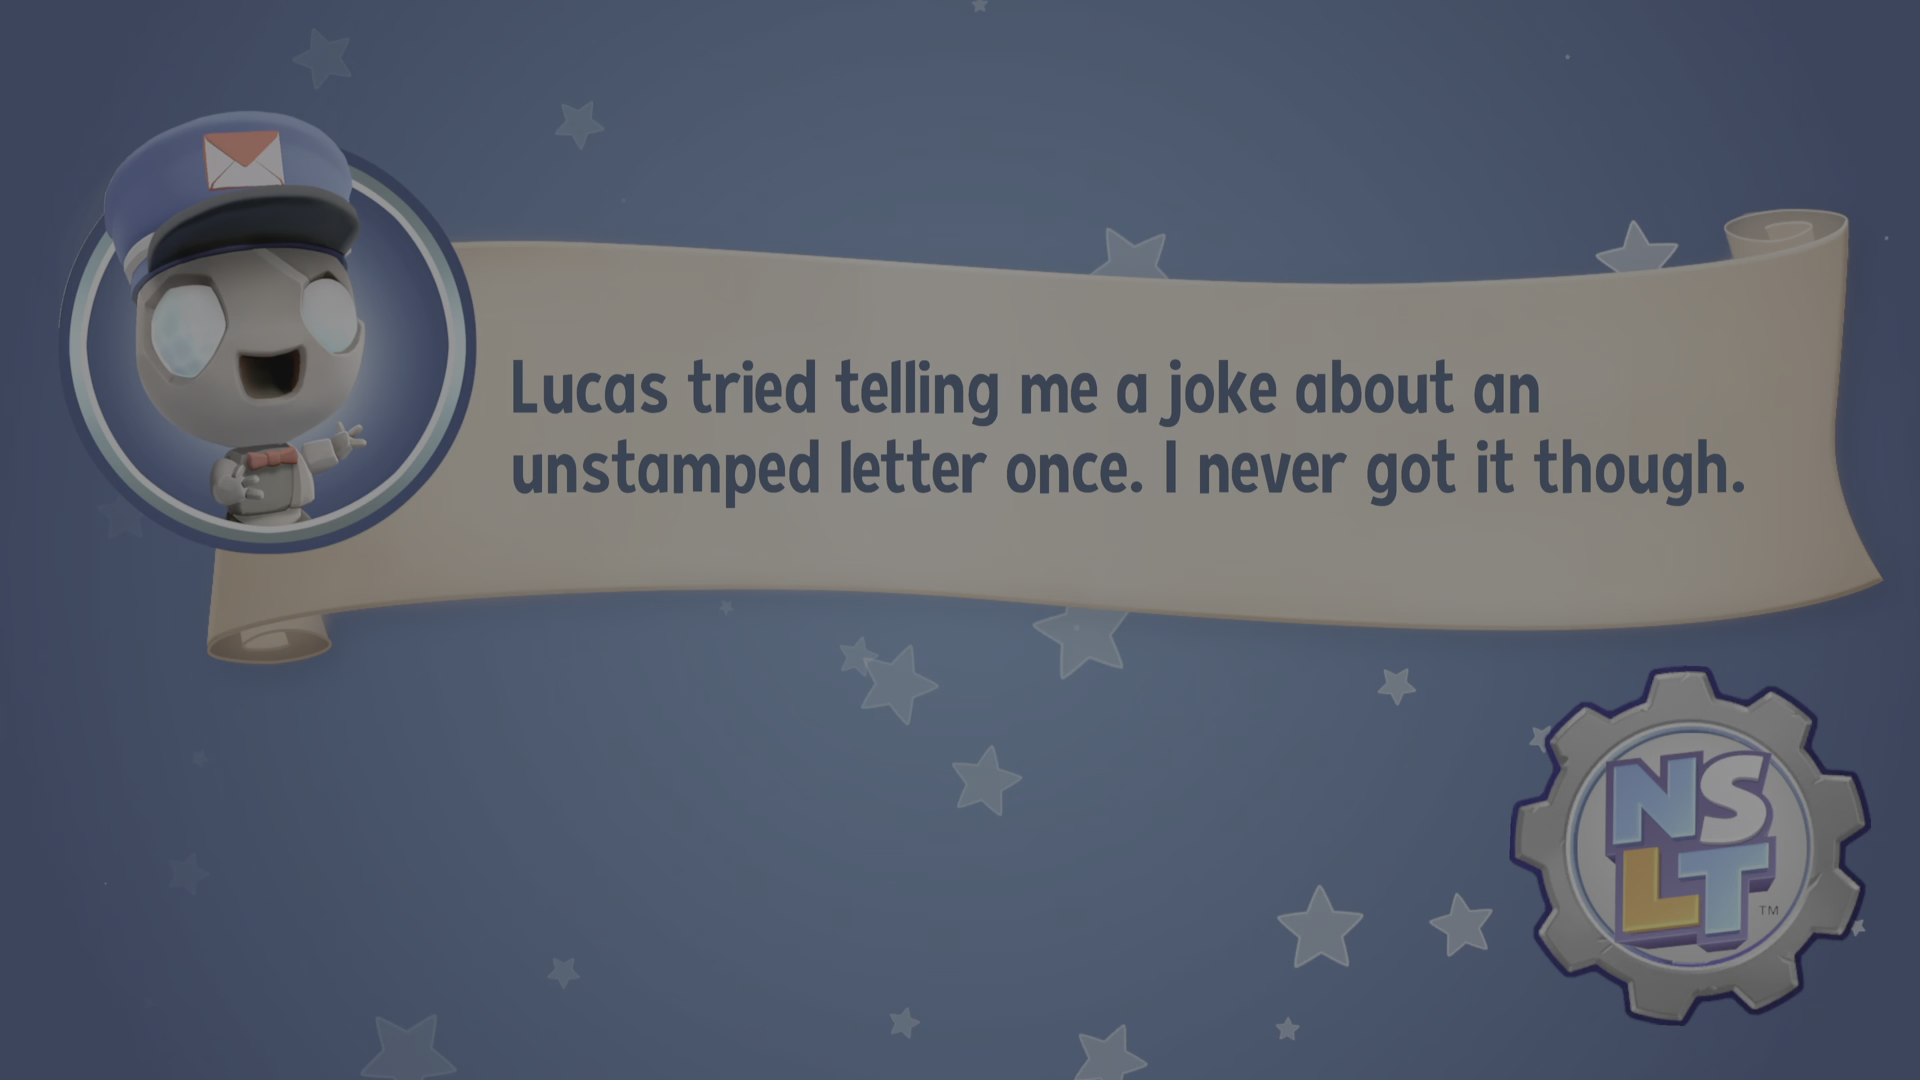 Lucas tried telling me a joke about an
unstamped letter once. I never got it though.
NS
LT
TM